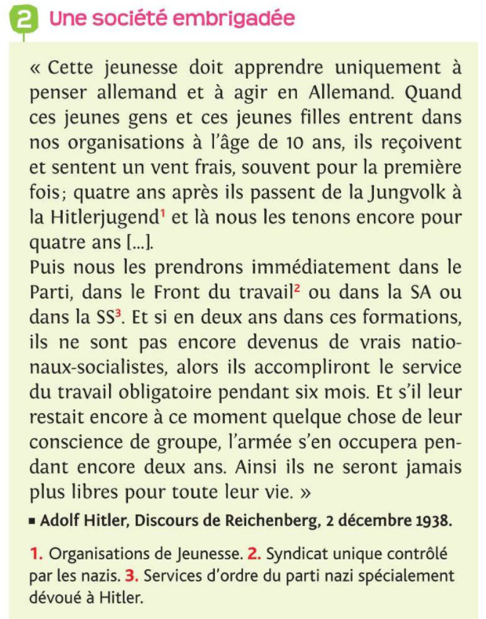 2 Une société embrigadée
« Cette jeunesse doit apprendre uniquement à
penser allemand et à agir en Allemand. Quand
ces jeunes gens et ces jeunes filles entrent dans
nos organisations à l'âge de 10 ans, ils reçoivent
et sentent un vent frais, souvent pour la première
fois ; quatre ans après ils passent de la Jungvolk à
la Hitlerjugend¹ et là nous les tenons encore pour
quatre ans [...].
Puis nous les prendrons immédiatement dans le
Parti, dans le Front du travail² ou dans la SA ou
dans la SS³. Et si en deux ans dans ces formations,
ils ne sont pas encore devenus de vrais natio-
naux-socialistes, alors ils accompliront le service
du travail obligatoire pendant six mois. Et s'il leur
restait encore à ce moment quelque chose de leur
conscience de groupe, l'armée s'en occupera pen-
dant encore deux ans. Ainsi ils ne seront jamais
plus libres pour toute leur vie. »
▪ Adolf Hitler, Discours de Reichenberg, 2 décembre 1938.
1. Organisations de Jeunesse. 2. Syndicat unique contrôlé
par les nazis. 3. Services d'ordre du parti nazi spécialement
dévoué à Hitler.